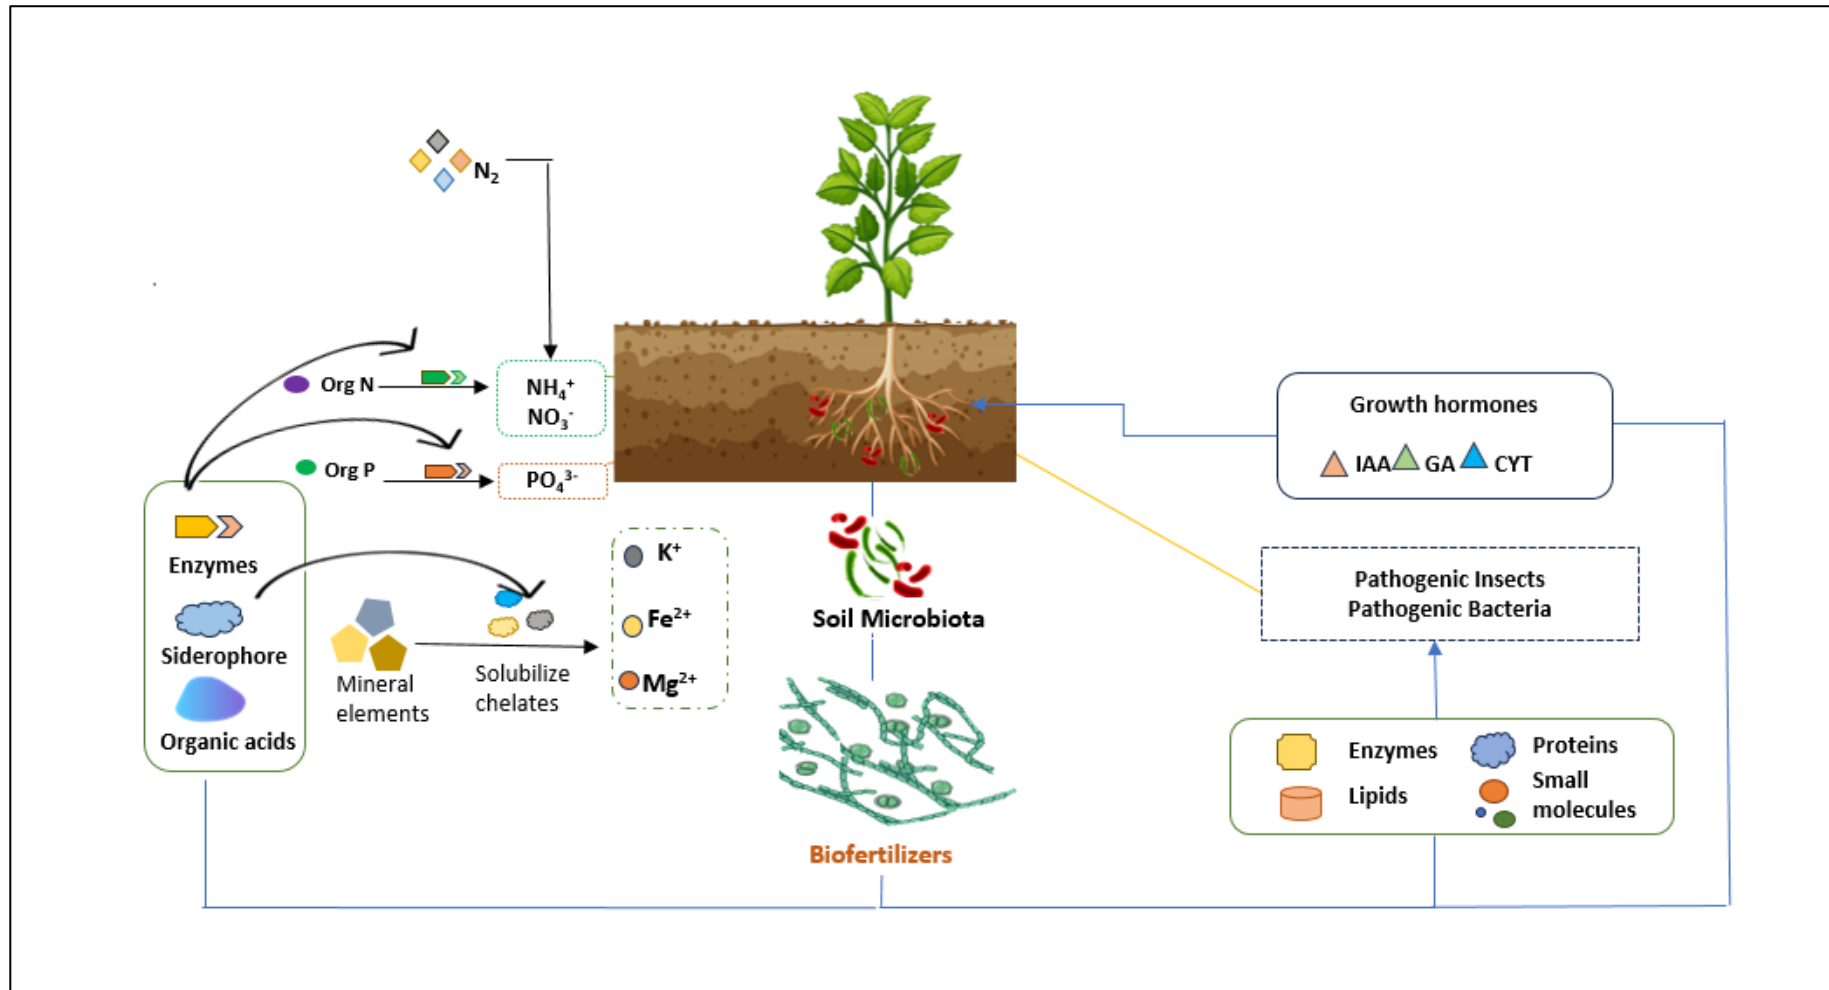 N₂
Org N
NH₄⁺
NO₃⁻
Org P
PO₄³⁻
Enzymes
Siderophore
Organic acids
Mineral
elements
Solubilize
chelates
K⁺
Fe²⁺
Mg²⁺
Soil Microbiota
Biofertilizers
Growth hormones
IAA GA CYT
Pathogenic Insects
Pathogenic Bacteria
Enzymes
Lipids
Proteins
Small
molecules